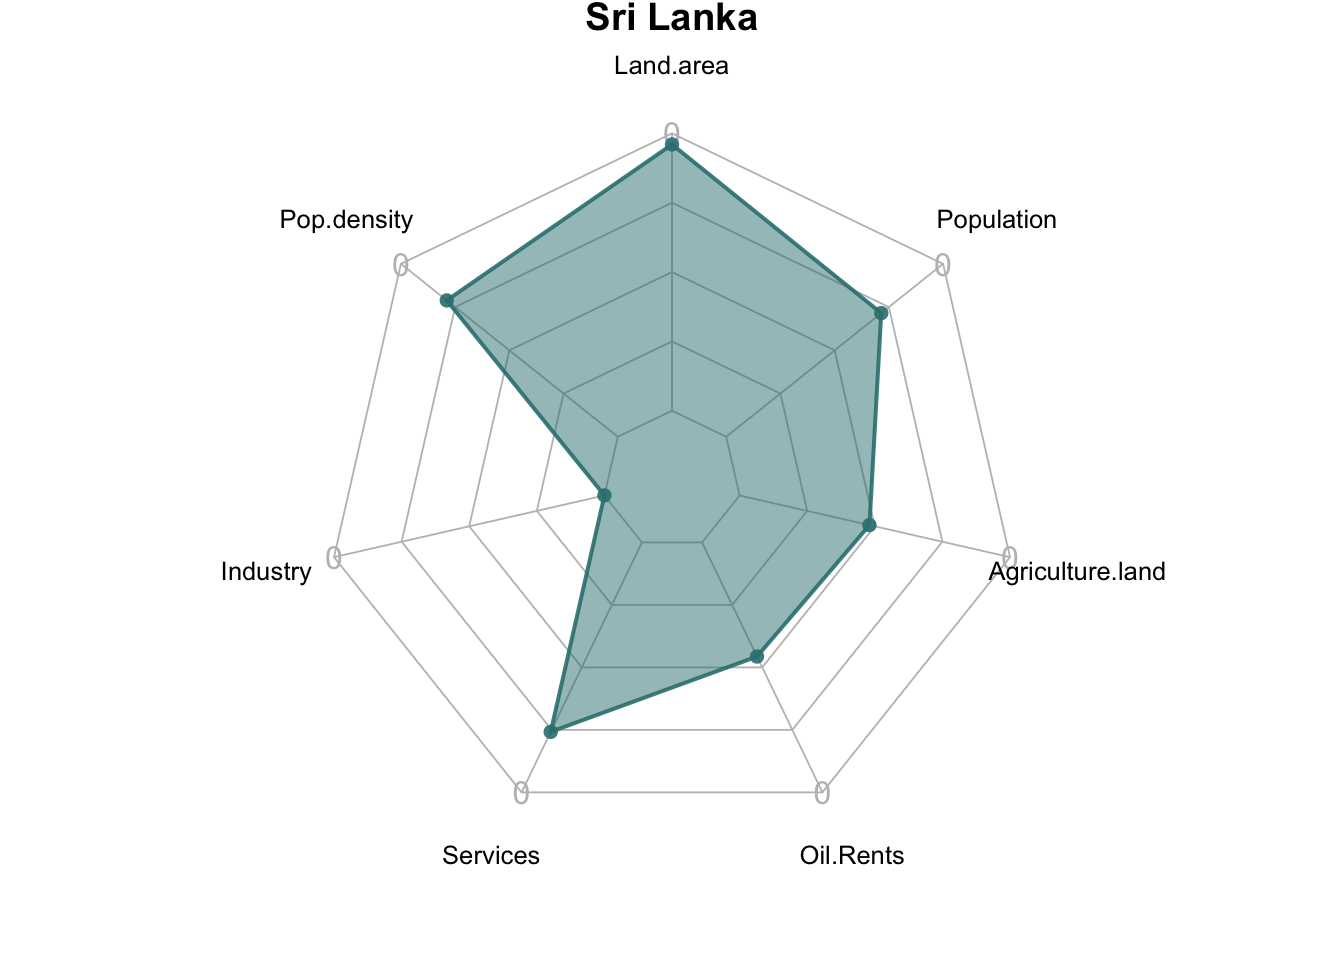 Sri Lanka
Land.area
0
Pop.density
Population
0
0
Industry
0
0
Agriculture.land
0
0
Services
Oil.Rents